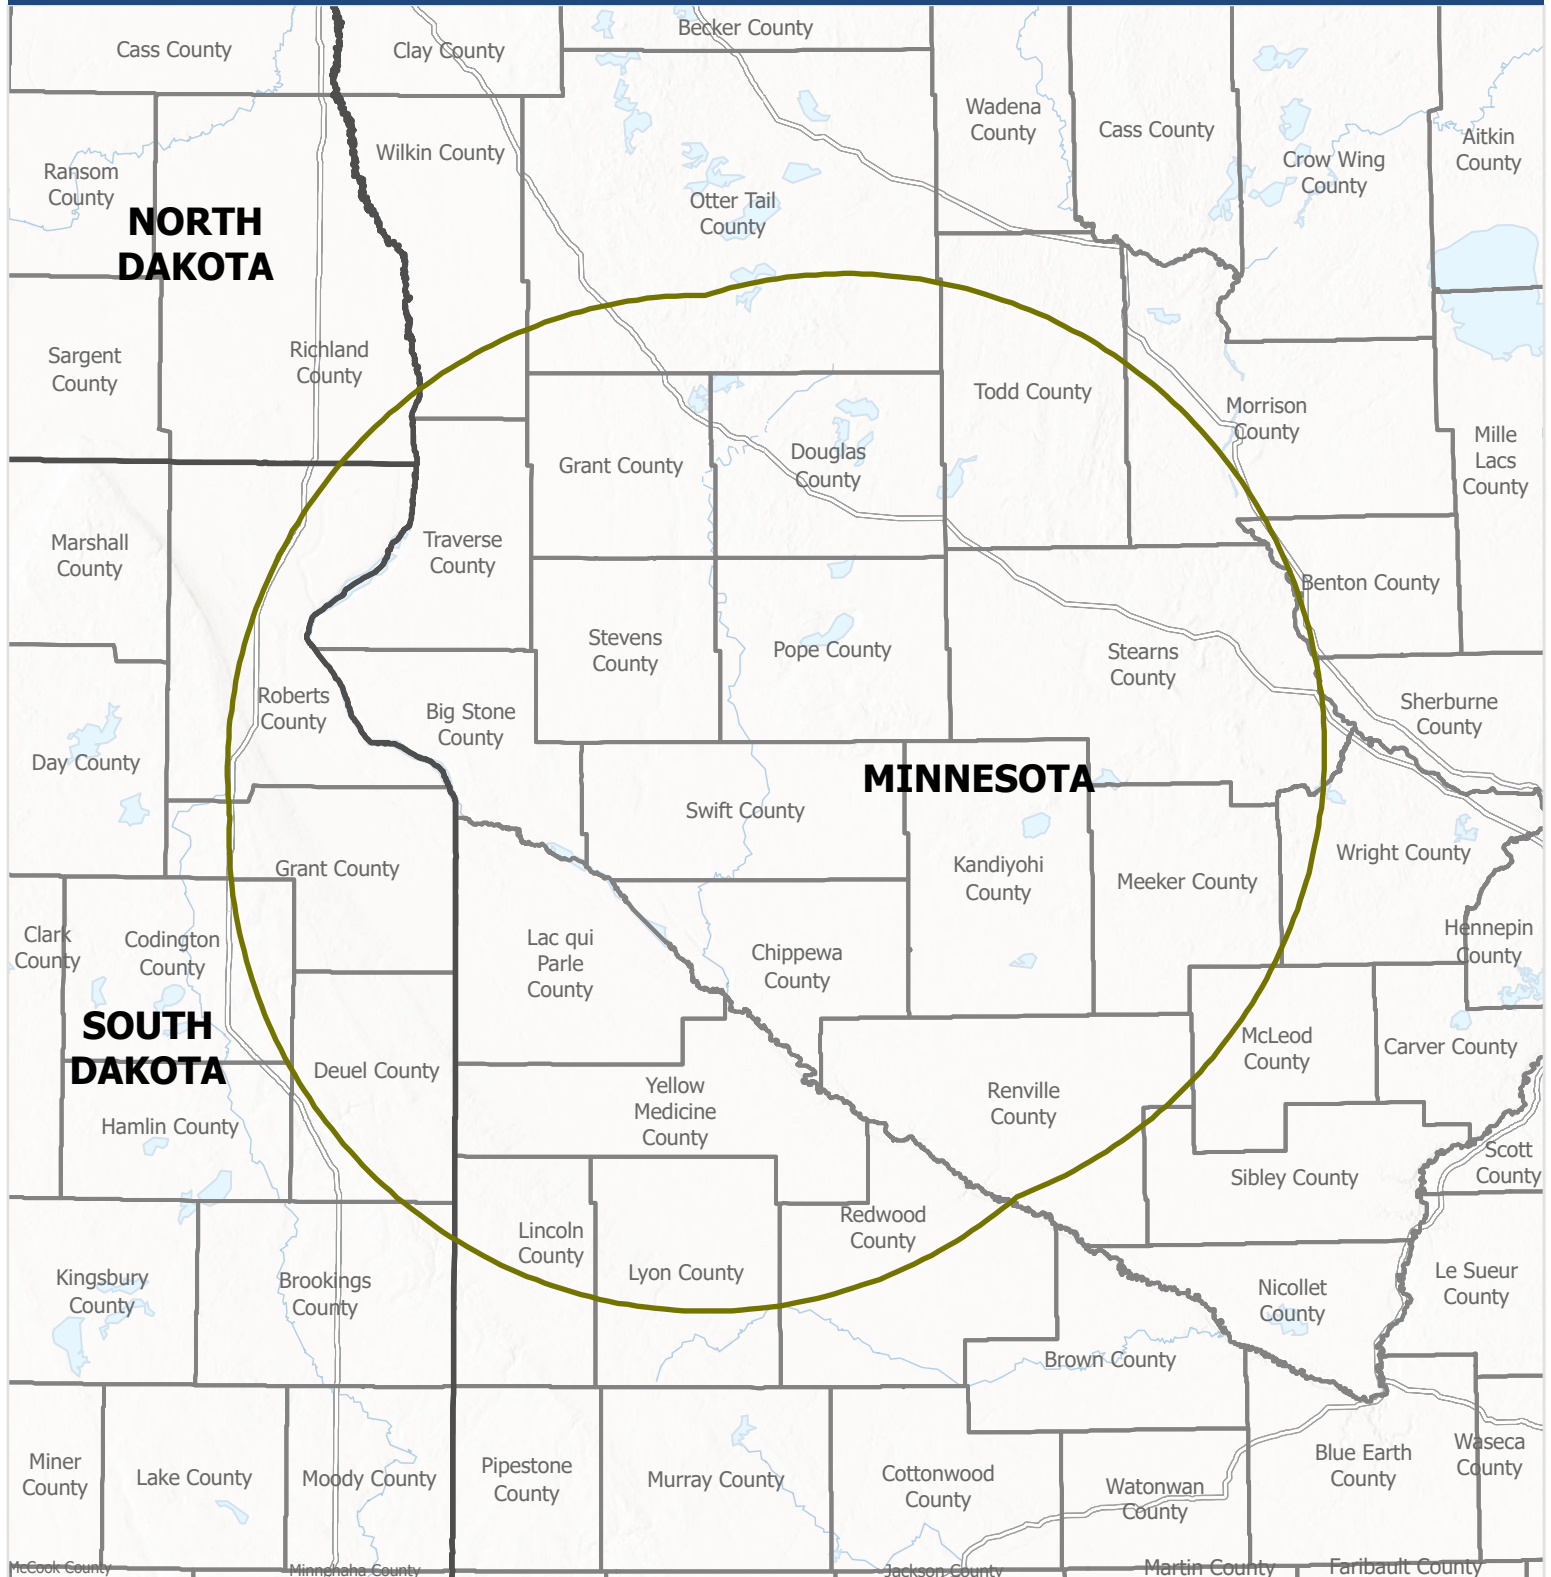 Becker County
Cass County
Clay County
Wadena
County
Cass County
Aitkin
County
Wilkin County
Crow Wing
County
Ransom
County
Otter Tail
County
NORTH
DAKOTA
Sargent
County
Richland
County
Todd County
Morrison
County
Mille
Lacs
County
Grant County
Douglas
County
Marshall
County
Traverse
County
Benton County
Stevens
County
Pope County
Stearns
County
Roberts
County
Big Stone
County
Sherburne
County
Day County
MINNESOTA
Swift County
Grant County
Kandiyohi
County
Meeker County
Wright County
Clark
County
Codington
County
Lac qui
Parle
County
Chippewa
County
Hennepin
County
SOUTH
DAKOTA
Deuel County
McLeod
County
Carver County
Yellow
Medicine
County
Renville
County
Hamlin County
Sibley County
Scott
County
Lincoln
County
Redwood
County
Lyon County
Kingsbury
County
Brookings
County
Nicollet
County
Le Sueur
County
Brown County
Miner
County
Lake County
Moody County
Pipestone
County
Murray County
Cottonwood
County
Watonwan
County
Blue Earth
County
Waseca
County
McCook County
Minnehaha County
Jackson County
Martin County
Faribault County